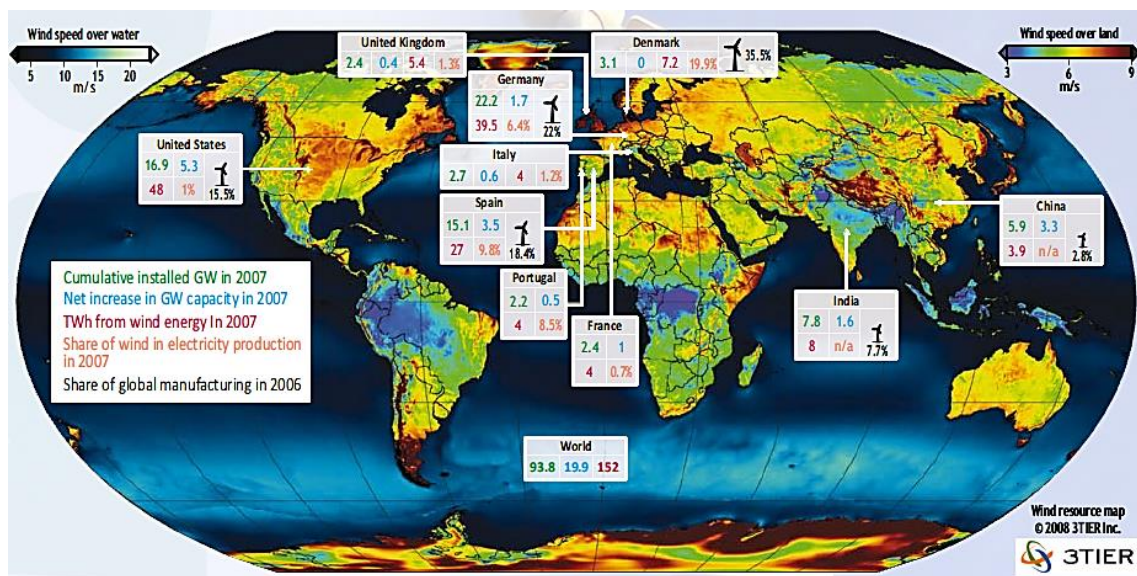 Wind speed over water
5 10 15 20
m/s
Wind speed over land
3 6 9
m/s
United Kingdom
2.4 0.4 5.4 1.3%
Denmark
3.1 0 7.2 19.9% 35.5%
Germany
22.2 1.7
39.5 6.4% 22%
United States
16.9 5.3
48 1% 15.5%
Italy
2.7 0.6 4 1.2%
Spain
15.1 3.5
27 9.8% 18.4%
China
5.9 3.3
3.9 n/a 2.8%
Portugal
2.2 0.5
4 8.5%
India
7.8 1.6
8 n/a 7.7%
France
2.4 1
4 0.7%
Cumulative installed GW in 2007
Net increase in GW capacity in 2007
TWh from wind energy In 2007
Share of wind in electricity production
in 2007
Share of global manufacturing in 2006
World
93.8 19.9 152
Wind resource map
© 2008 3TIER Inc.
3TIER